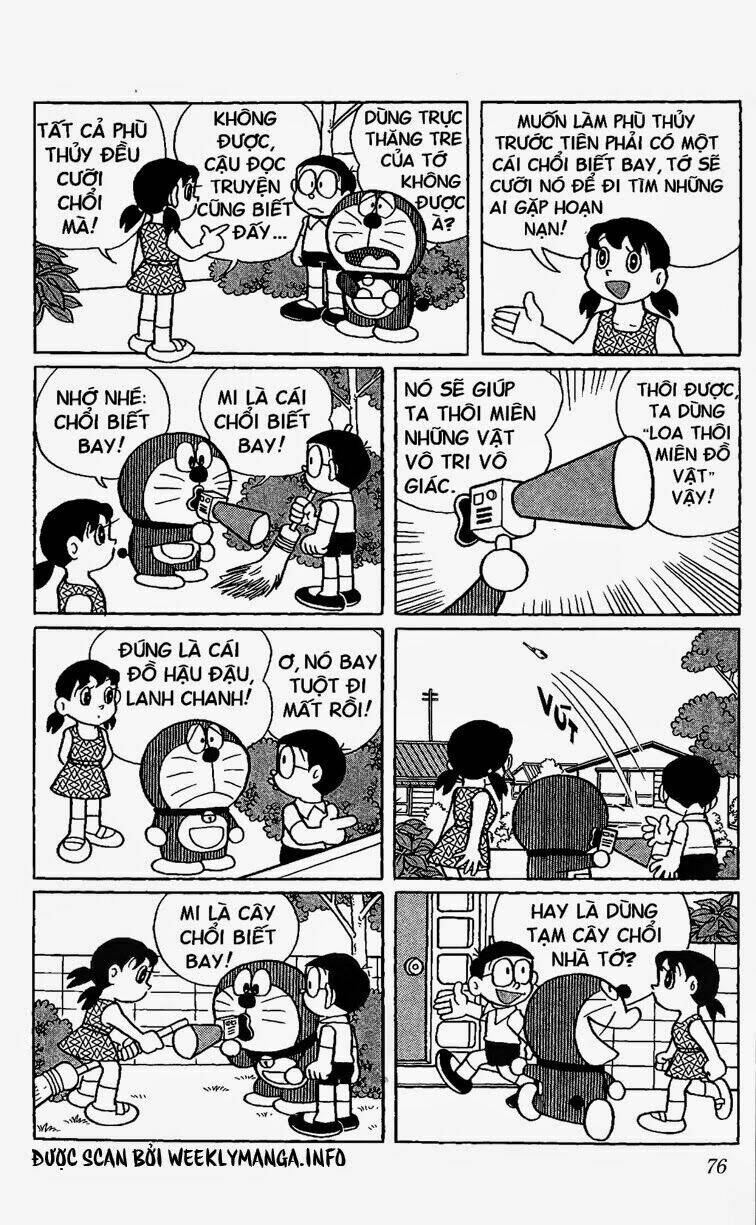 MUỐN LÀM PHÙ THỦY
TRƯỚC TIÊN PHẢI CÓ MỘT
CÁI CHỔI BIẾT BAY, TỚ SẼ
CƯỠI NÓ ĐỂ ĐI TÌM NHỮNG
AI GẶP HOẠN
NẠN!
DÙNG TRỰC
THĂNG TRE
CỦA TỚ
KHÔNG
ĐƯỢC
À?
KHÔNG
ĐƯỢC,
CẬU ĐỌC
TRUYỆN
CŨNG BIẾT
ĐẤY...
TẤT CẢ PHÙ
THỦY ĐỀU
CƯỠI
CHỔI
MÀ!
THÔI ĐƯỢC,
TA DÙNG
"LOA THÔI
MIÊN ĐỒ
VẬT"
VẬY!
NÓ SẼ GIÚP
TA THÔI MIÊN
NHỮNG VẬT
VÔ TRI VÔ
GIÁC.
MI LÀ CÁI
CHỔI BIẾT
BAY!
NHỚ NHÉ:
CHỔI BIẾT
BAY!
VÚT
Ơ, NÓ BAY
TUỘT ĐI
MẤT RỒI!
ĐÚNG LÀ CÁI
ĐỒ HẬU ĐẬU,
LANH CHANH!
HAY LÀ DÙNG
TẠM CÂY CHỔI
NHÀ TỚ?
MI LÀ CÂY
CHỔI BIẾT
BAY!
ĐƯỢC SCAN BỞI WEEKLYMANGA.INFO
76